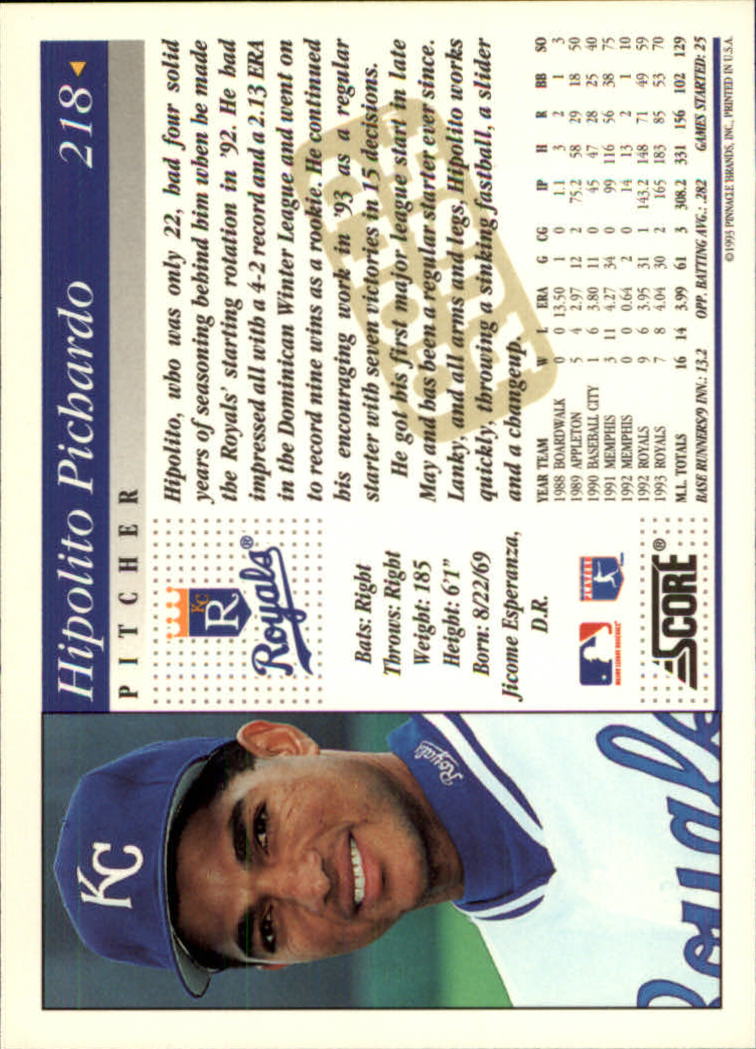 Hipolito Pichardo 218
PITCHER
KC
R
Royals®
Bats: Right
Throws: Right
Weight: 185
Height: 6'1"
Born: 8/22/69
Jicome Esperanza,
D.R.
MAJOR LEAGUE BASEBALL
PLAYERS
SCORE®
Hipolito, who was only 22, had four solid
years of seasoning behind him when he made
the Royals' starting rotation in '92. He had
impressed all with a 4-2 record and a 2.13 ERA
in the Dominican Winter League and went on
to record nine wins as a rookie. He continued
his encouraging work in '93 as a regular
starter with seven victories in 15 decisions.
He got his first major league start in late
May and has been a regular starter ever since.
Lanky, and all arms and legs, Hipolito works
quickly, throwing a sinking fastball, a slider
and a changeup.
GOLD
RUSH
YEAR TEAM W L ERA G CG IP H R BB SO
1988 BOARDWALK 0 0 13.50 1 0 1.1 3 2 1 3
1989 APPLETON 5 4 2.97 12 2 75.2 58 29 18 50
1990 BASEBALL CITY 1 6 3.80 11 0 45 47 28 25 40
1991 MEMPHIS 3 11 4.27 34 0 99 116 56 38 75
1992 MEMPHIS 0 0 0.64 2 0 14 13 2 1 10
1992 ROYALS 9 6 3.95 31 1 143.2 148 71 49 59
1993 ROYALS 7 8 4.04 30 2 165 183 85 53 70
M.L. TOTALS 16 14 3.99 61 3 308.2 331 156 102 129
BASE RUNNERS/9 INN.: 13.2 OPP. BATTING AVG.: .282 GAMES STARTED: 25
©1993 PINNACLE BRANDS, INC., PRINTED IN U.S.A.
KC
Royals
Royals